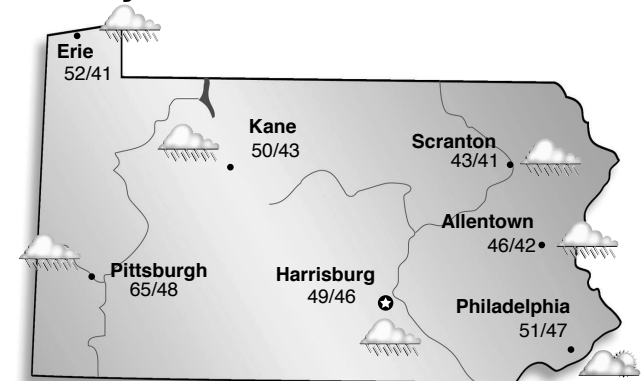 Erie
52/41
Kane
50/43
Scranton
43/41
Allentown
46/42
Pittsburgh
65/48
Harrisburg
49/46
Philadelphia
51/47